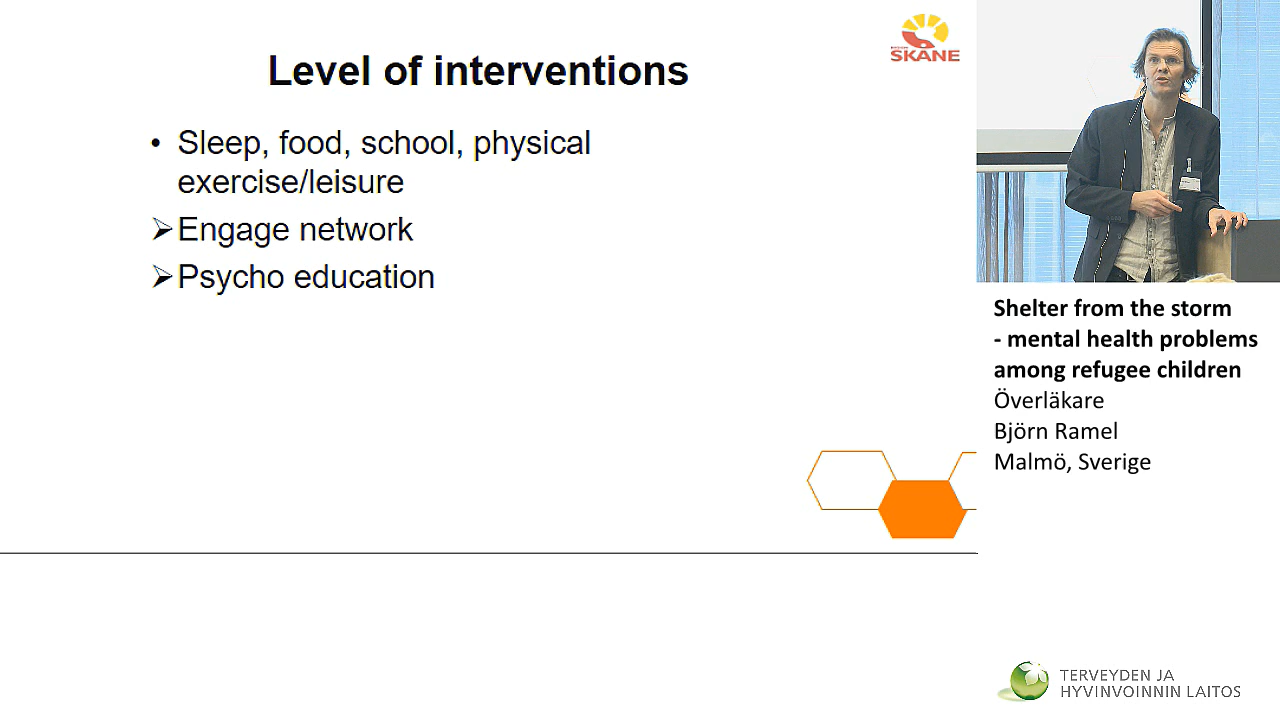 Level of interventions
• Sleep, food, school, physical
exercise/leisure
➢Engage network
➢Psycho education
SKÅNE
Shelter from the storm
- mental health problems
among refugee children
Överläkare
Björn Ramel
Malmö, Sverige
TERVEYDEN JA
HYVINVOINNIN LAITOS